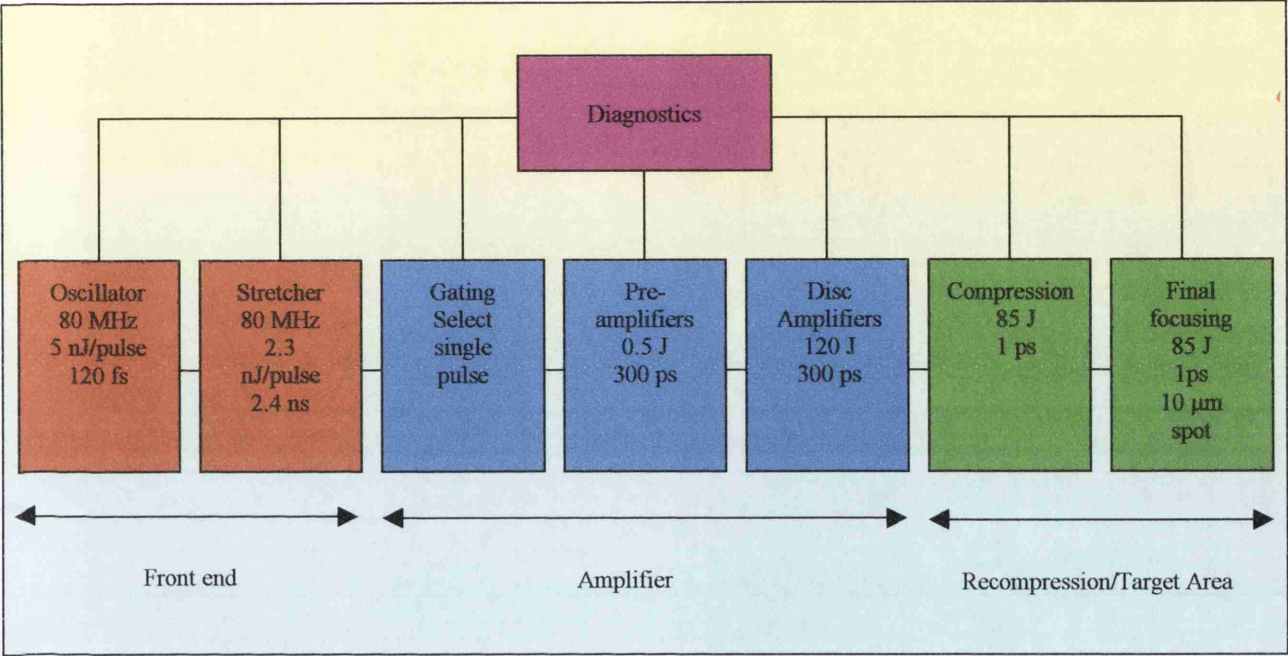 Diagnostics
Oscillator
80 MHz
5 nJ/pulse
120 fs
Stretcher
80 MHz
2.3
nJ/pulse
2.4 ns
Gating
Select
single
pulse
Pre-
amplifiers
0.5 J
300 ps
Disc
Amplifiers
120 J
300 ps
Compression
85 J
1 ps
Final
focusing
85 J
1ps
10 μm
spot
Front end
Amplifier
Recompression/Target Area